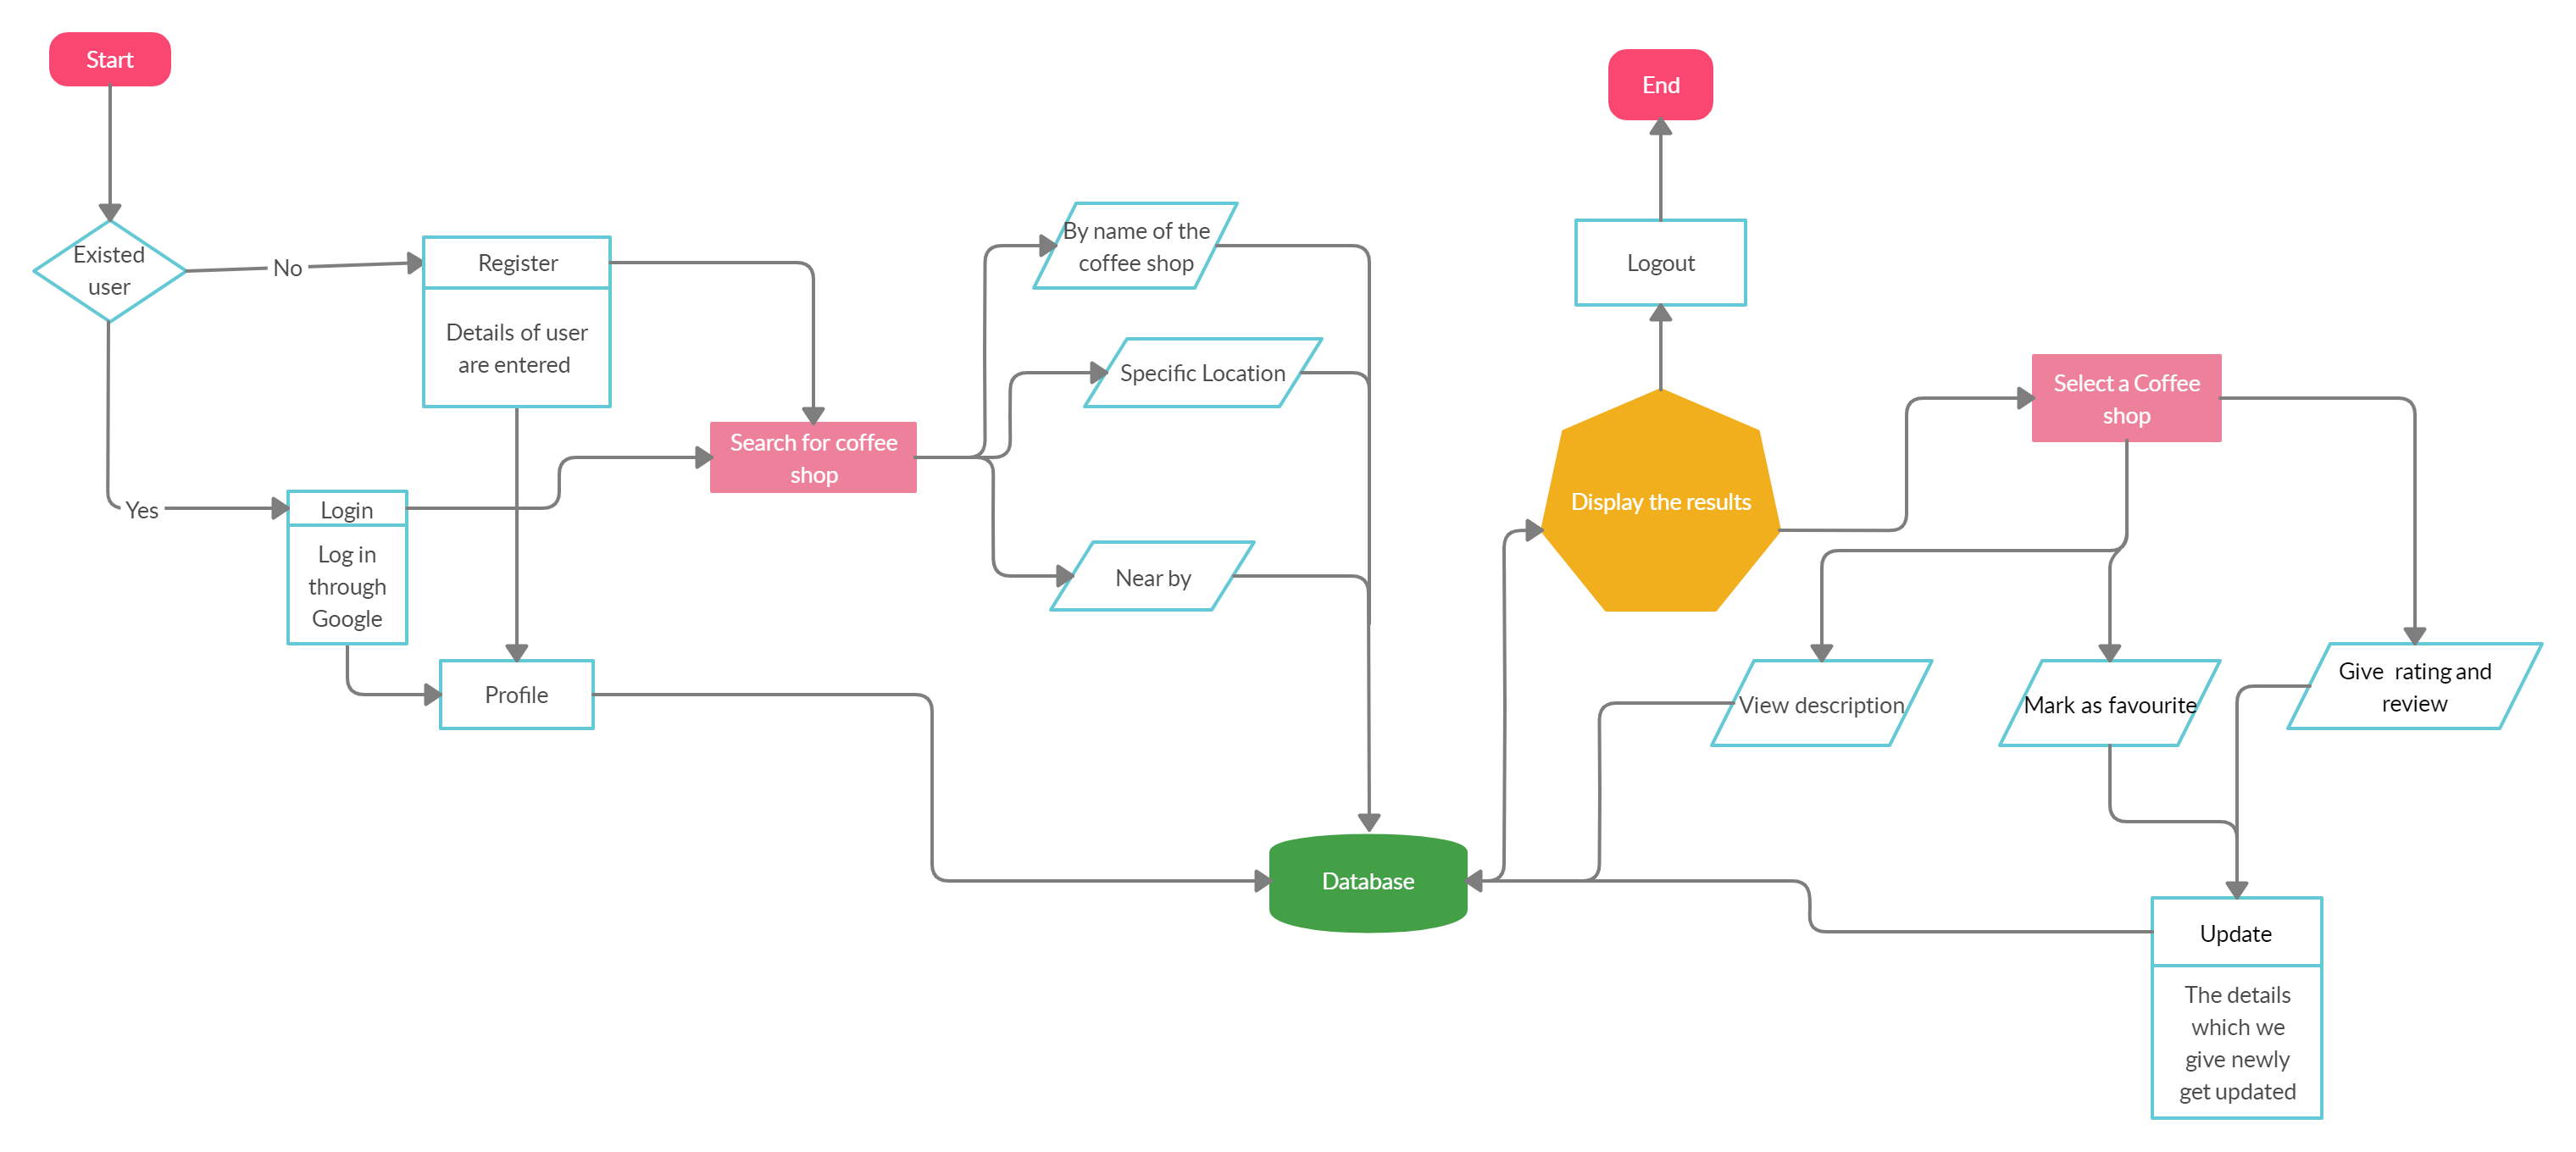 Start
Existed
user
No
Yes
Register
Details of user
are entered
Login
Log in
through
Google
Profile
Search for coffee
shop
By name of the
coffee shop
Specific Location
Near by
Database
End
Logout
Display the results
Select a Coffee
shop
View description
Mark as favourite
Give rating and
review
Update
The details
which we
give newly
get updated